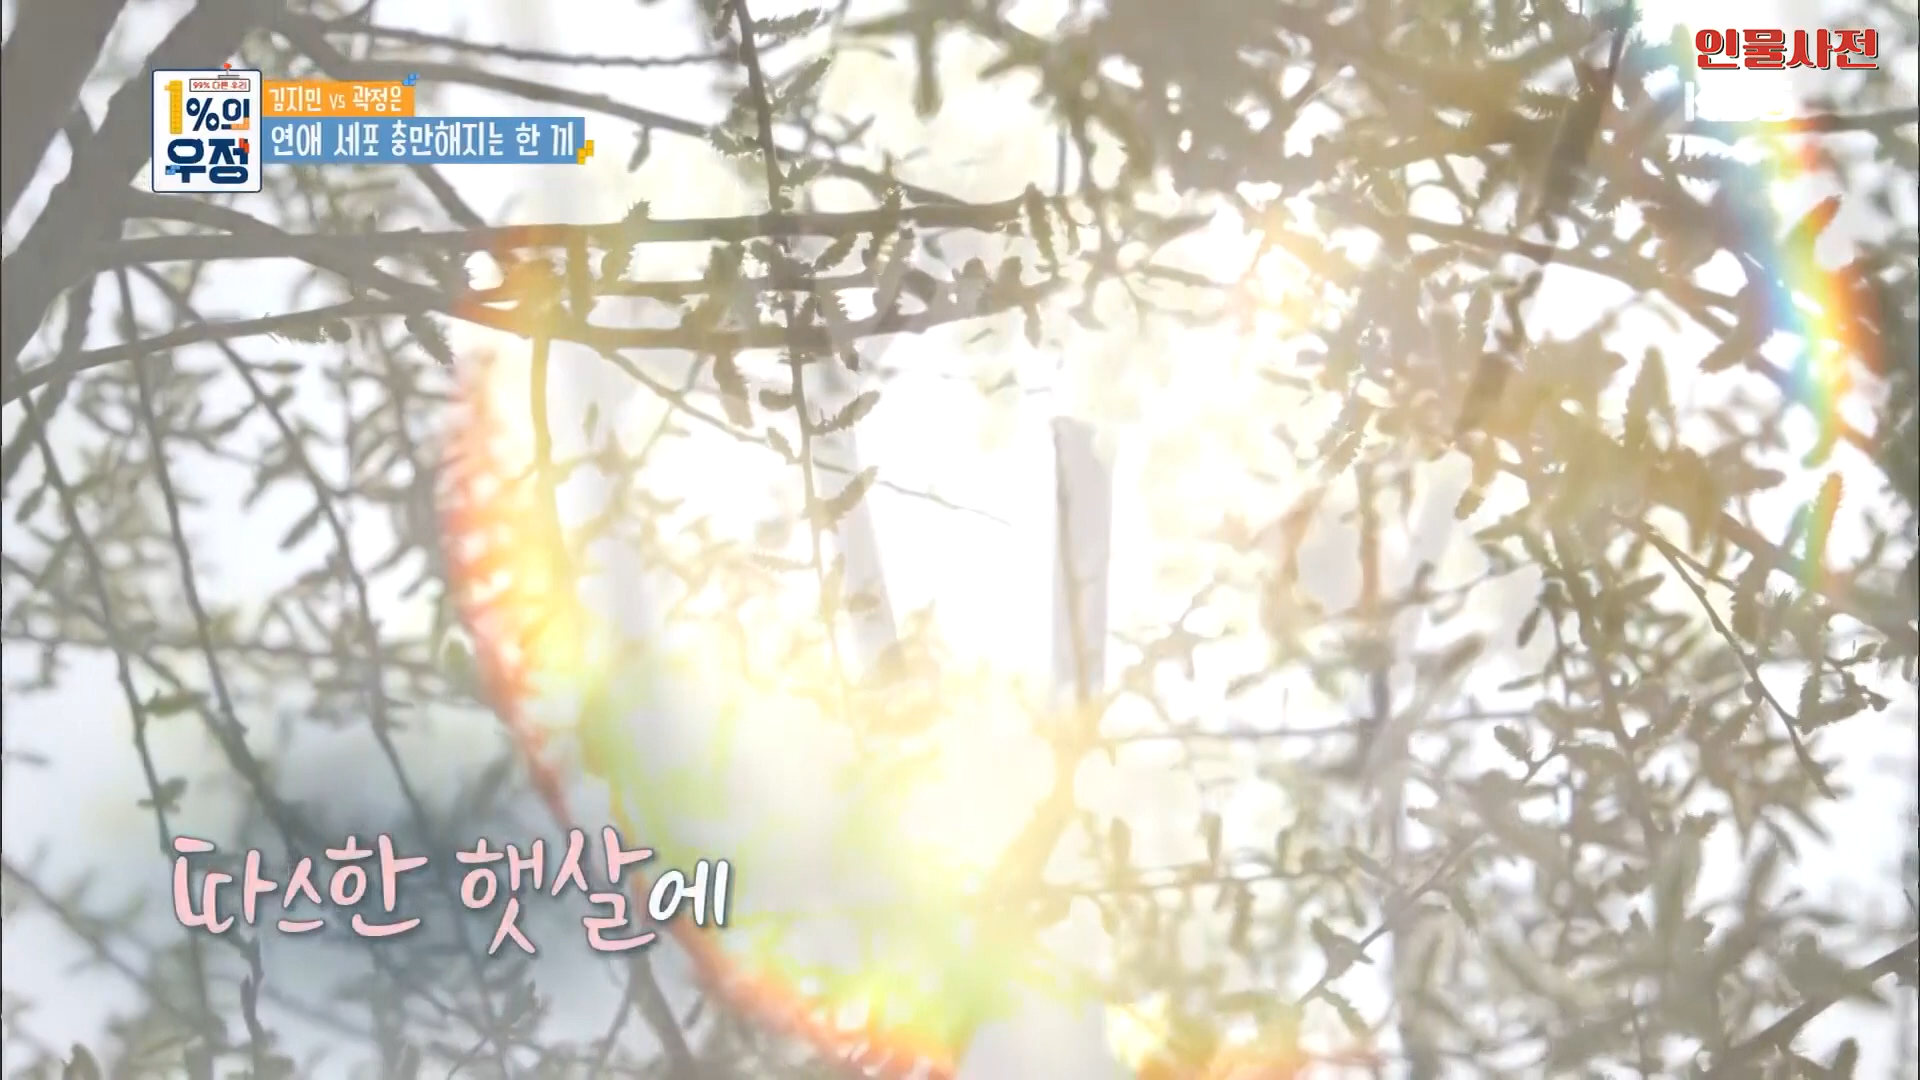 인물사전
99% 다른 우리
1%의
우정
김지민 vs 곽정은
연애 세포 충만해지는 한 끼
따스한 햇살에